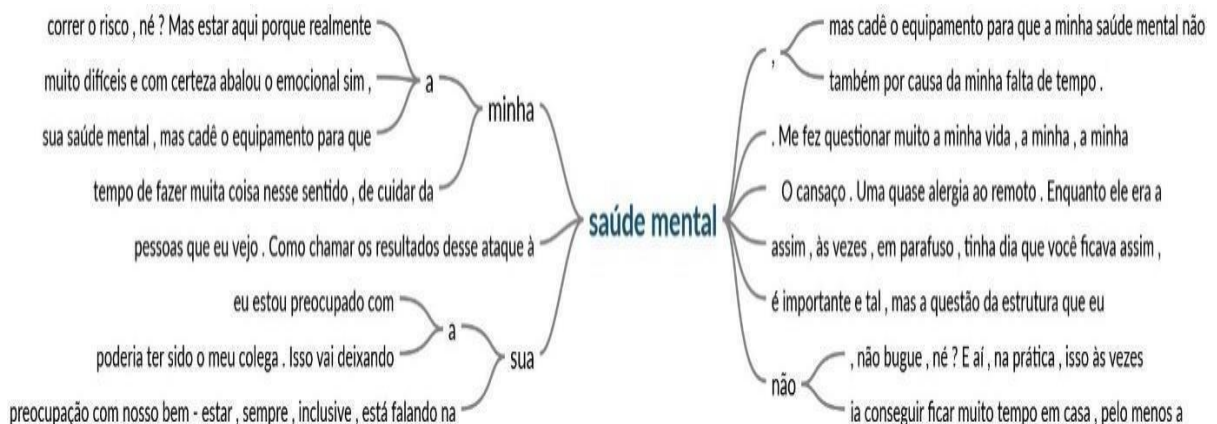 correr o risco , né ? Mas estar aqui porque realmente
muito difíceis e com certeza abalou o emocional sim ,
sua saúde mental , mas cadê o equipamento para que
a
minha
tempo de fazer muita coisa nesse sentido , de cuidar da
pessoas que eu vejo . Como chamar os resultados desse ataque à
eu estou preocupado com
poderia ter sido o meu colega . Isso vai deixando
a
sua
preocupação com nosso bem - estar , sempre , inclusive , está falando na
saúde mental
,
mas cadê o equipamento para que a minha saúde mental não
também por causa da minha falta de tempo .
. Me fez questionar muito a minha vida , a minha , a minha
O cansaço . Uma quase alergia ao remoto . Enquanto ele era a
assim , às vezes , em parafuso , tinha dia que você ficava assim ,
é importante e tal , mas a questão da estrutura que eu
não
, não bugue , né ? E aí , na prática , isso às vezes
ia conseguir ficar muito tempo em casa , pelo menos a